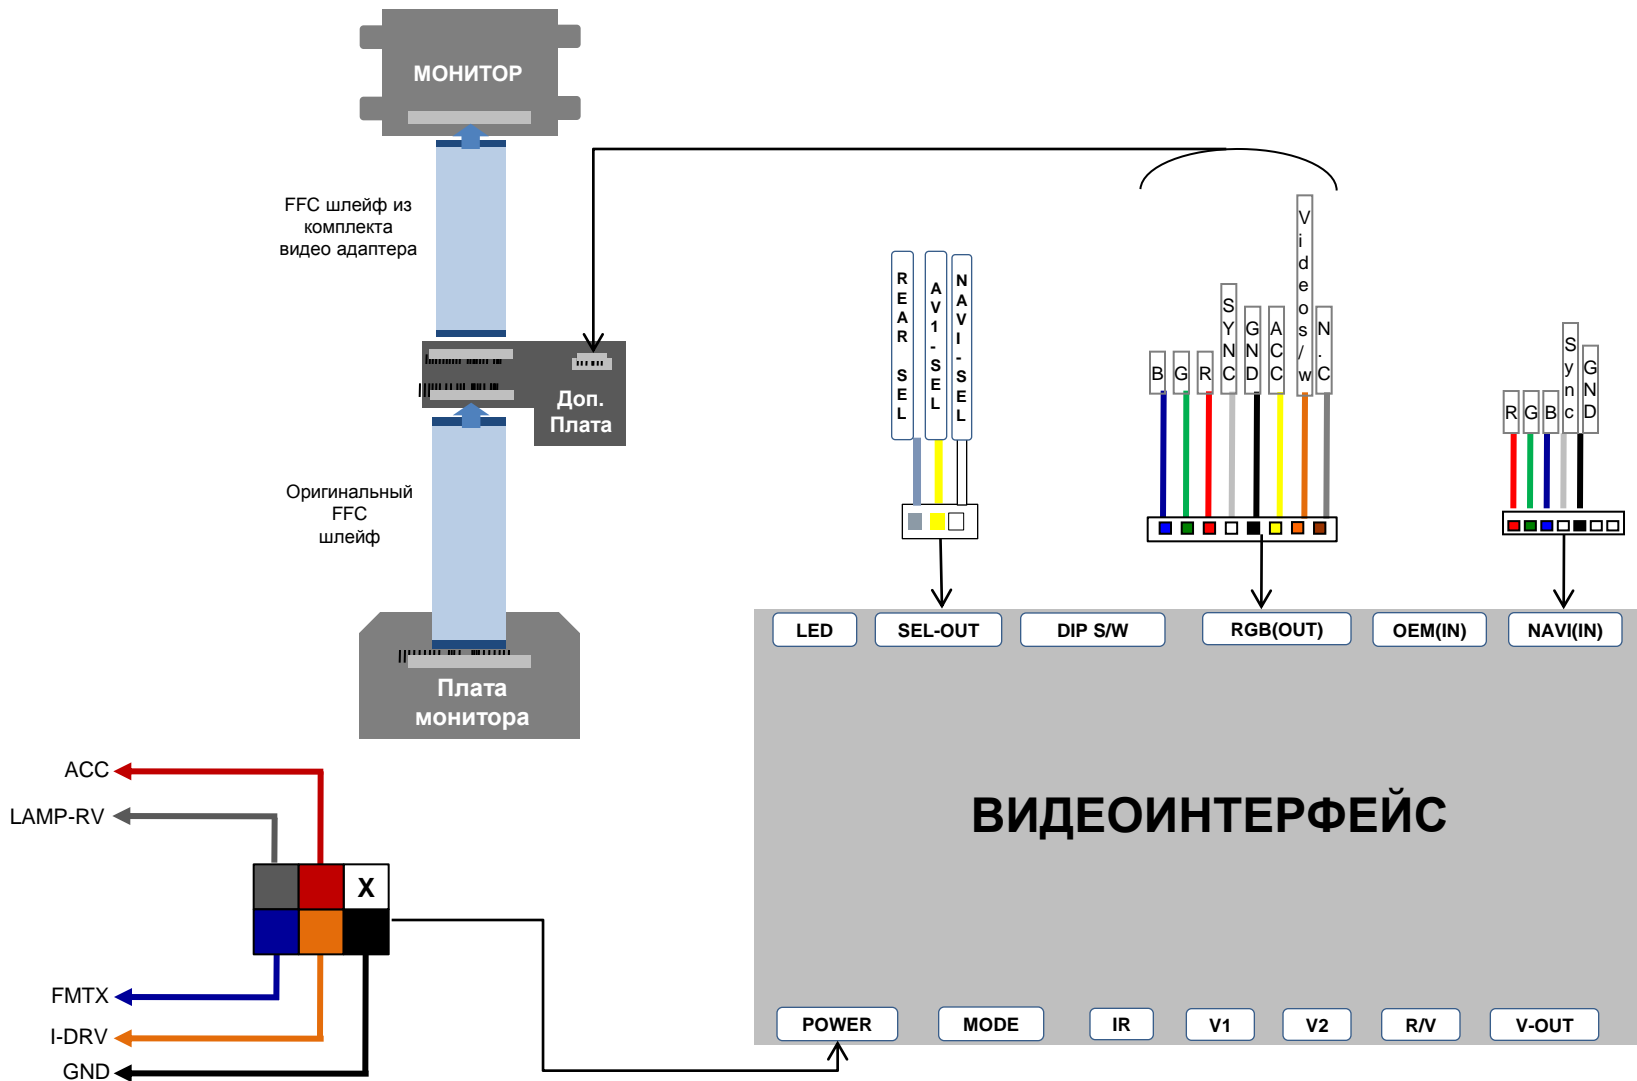 МОНИТОР
FFC шлейф из
комплекта
видео адаптера
Доп.
Плата
Оригинальный
FFC
шлейф
Плата
монитора
REAR SEL
AV1-SEL
NAVI-SEL
B
G
R
SYNC
GND
ACC
Videos/w
N.C
R
G
B
Sync
GND
LED
SEL-OUT
DIP S/W
RGB(OUT)
OEM(IN)
NAVI(IN)
ВИДЕОИНТЕРФЕЙС
ACC
LAMP-RV
X
FMTX
I-DRV
GND
POWER
MODE
IR
V1
V2
R/V
V-OUT